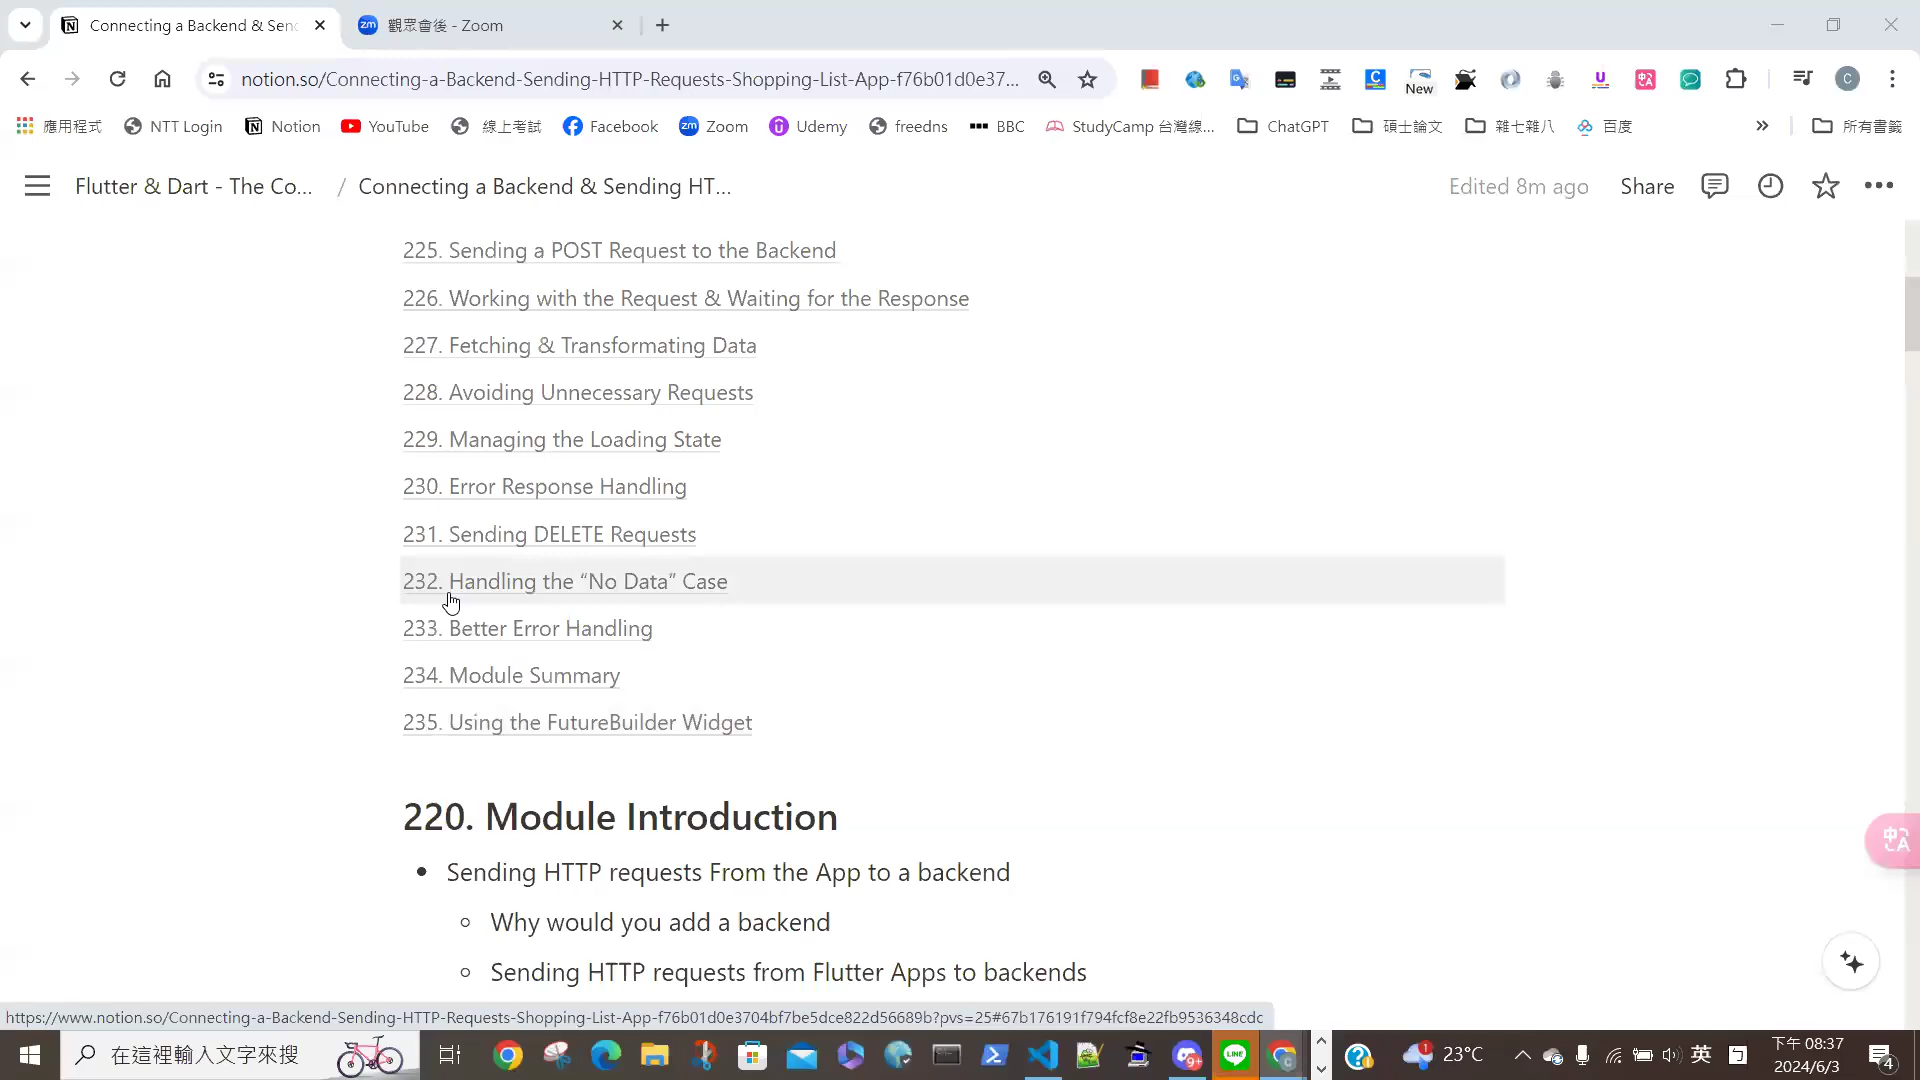 Connecting a Backend & Senc
觀眾會後 - Zoom
notion.so/Connecting-a-Backend-Sending-HTTP-Requests-Shopping-List-App-f76b01d0e37...
New
應用程式
NTT Login
Notion
YouTube
線上考試
Facebook
Zoom
Udemy
freedns
BBC
StudyCamp 台灣線...
ChatGPT
碩士論文
雜七雜八
百度
所有書籤
Flutter & Dart - The Co... / Connecting a Backend & Sending HT...
Edited 8m ago
Share
225. Sending a POST Request to the Backend
226. Working with the Request & Waiting for the Response
227. Fetching & Transformating Data
228. Avoiding Unnecessary Requests
229. Managing the Loading State
230. Error Response Handling
231. Sending DELETE Requests
232. Handling the “No Data” Case
233. Better Error Handling
234. Module Summary
235. Using the FutureBuilder Widget
220. Module Introduction
Sending HTTP requests From the App to a backend
Why would you add a backend
Sending HTTP requests from Flutter Apps to backends
https://www.notion.so/Connecting-a-Backend-Sending-HTTP-Requests-Shopping-List-App-f76b01d0e3704bf7be5dce822d56689b?pvs=25#67b176191f794fcf8e22fb9536348cdc
在這裡輸入文字來搜
23°C
英
下午 08:37
2024/6/3
4